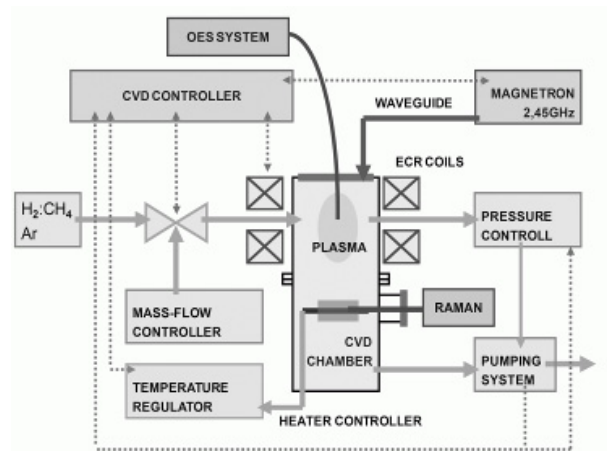 OES SYSTEM
CVD CONTROLLER
WAVEGUIDE
MAGNETRON
2,45GHz
ECR COILS
H₂:CH₄
Ar
PLASMA
PRESSURE
CONTROLL
MASS-FLOW
CONTROLLER
RAMAN
CVD
CHAMBER
TEMPERATURE
REGULATOR
PUMPING
SYSTEM
HEATER CONTROLLER